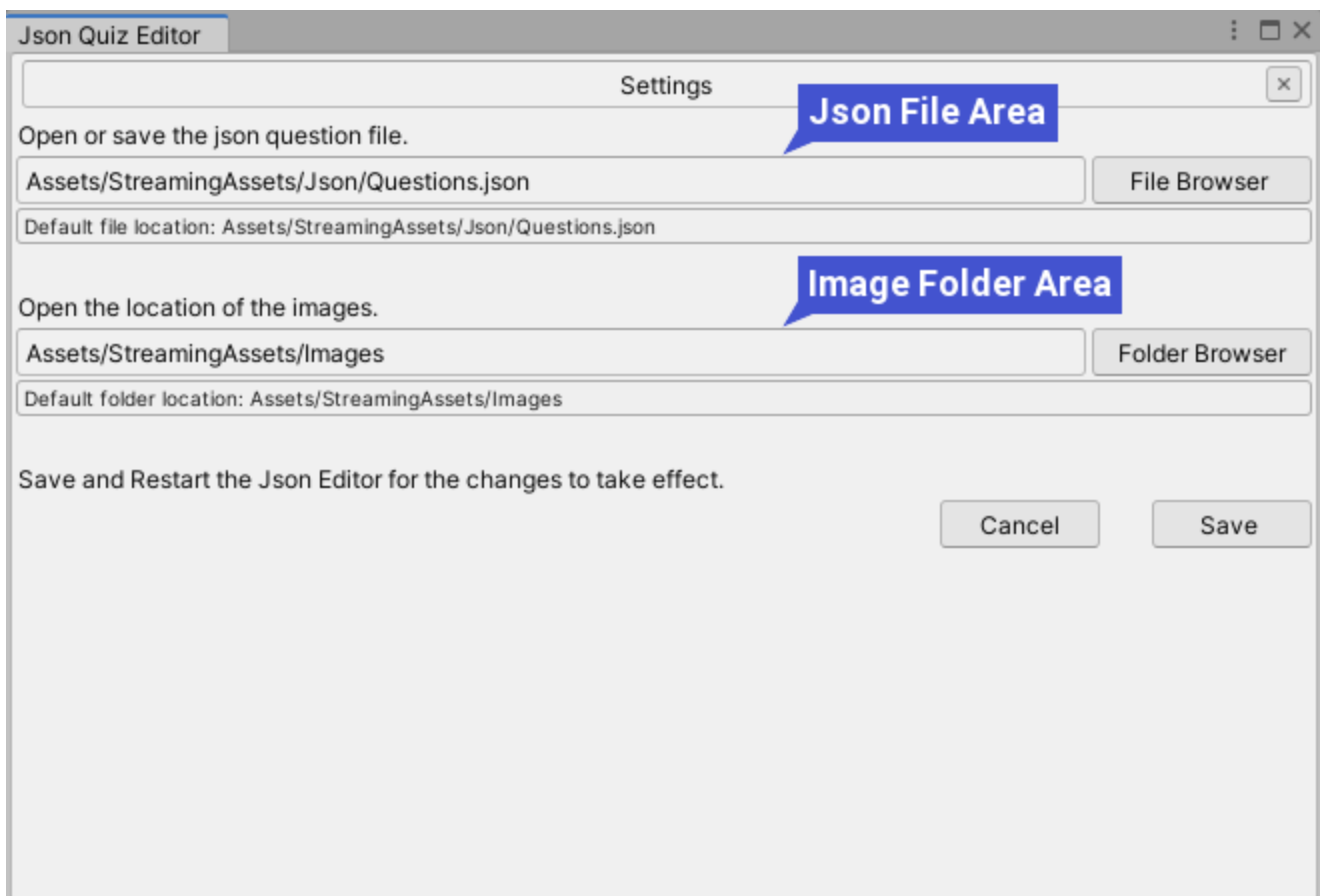 Json Quiz Editor
Settings
Json File Area
Open or save the json question file.
Assets/StreamingAssets/Json/Questions.json
File Browser
Default file location: Assets/StreamingAssets/Json/Questions.json
Image Folder Area
Open the location of the images.
Assets/StreamingAssets/Images
Folder Browser
Default folder location: Assets/StreamingAssets/Images
Save and Restart the Json Editor for the changes to take effect.
Cancel
Save